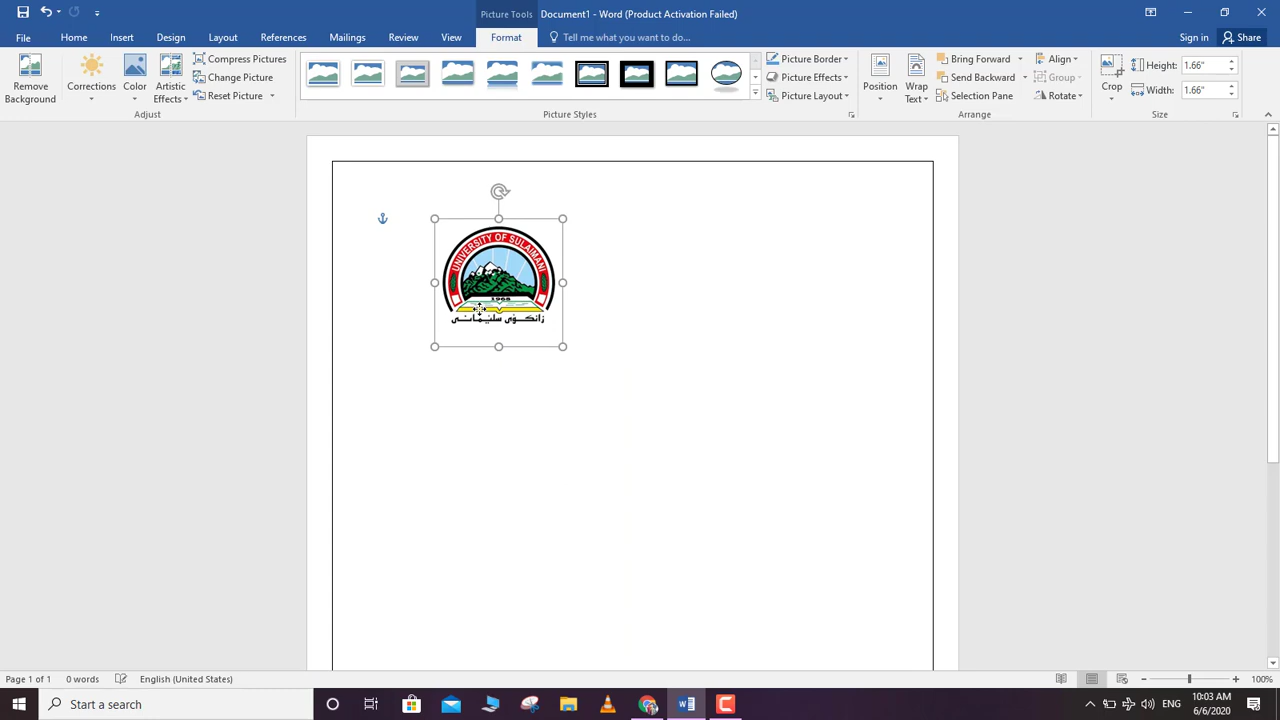 Picture Tools
Document1 - Word (Product Activation Failed)
File
Home
Insert
Design
Layout
References
Mailings
Review
View
Format
Tell me what you want to do...
Sign in
Share
Remove
Background
Corrections
Color
Artistic
Effects
Compress Pictures
Change Picture
Reset Picture
Adjust
Picture Styles
Picture Border
Picture Effects
Picture Layout
Position
Wrap
Text
Bring Forward
Send Backward
Selection Pane
Align
Group
Rotate
Arrange
Crop
Height:
1.66"
Width:
1.66"
Size
UNIVERSITY OF SULAIMANI
1968
زانکۆی سلێمانی
Page 1 of 1
0 words
English (United States)
100%
Start a search
ENG
10:03 AM
6/6/2020